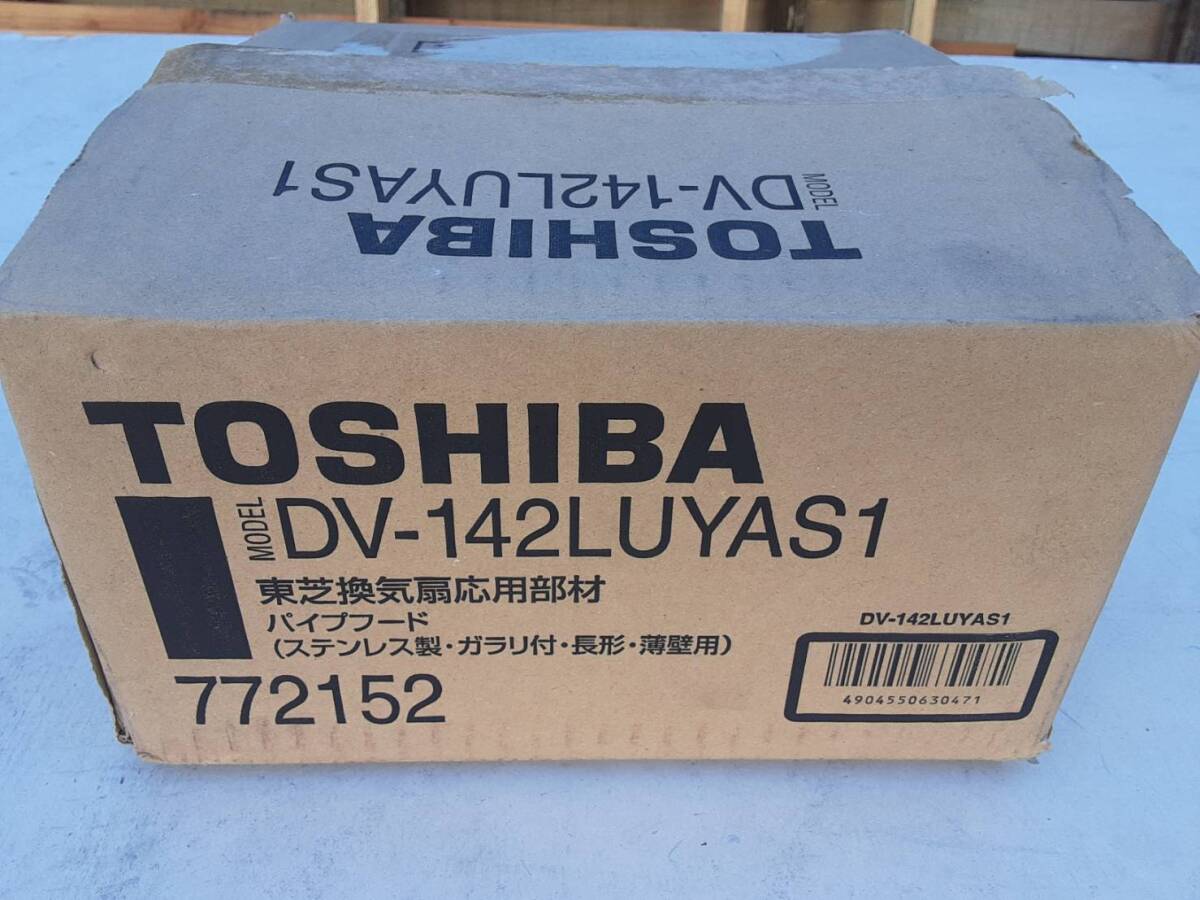 MODEL
DV-142LUYAS1
TOSHIBA
TOSHIBA
MODEL
DV-142LUYAS1
東芝換気扇応用部材
パイプフード
(ステンレス製・ガラリ付・長形・薄壁用)
772152
DV-142LUYAS1
4904550630471